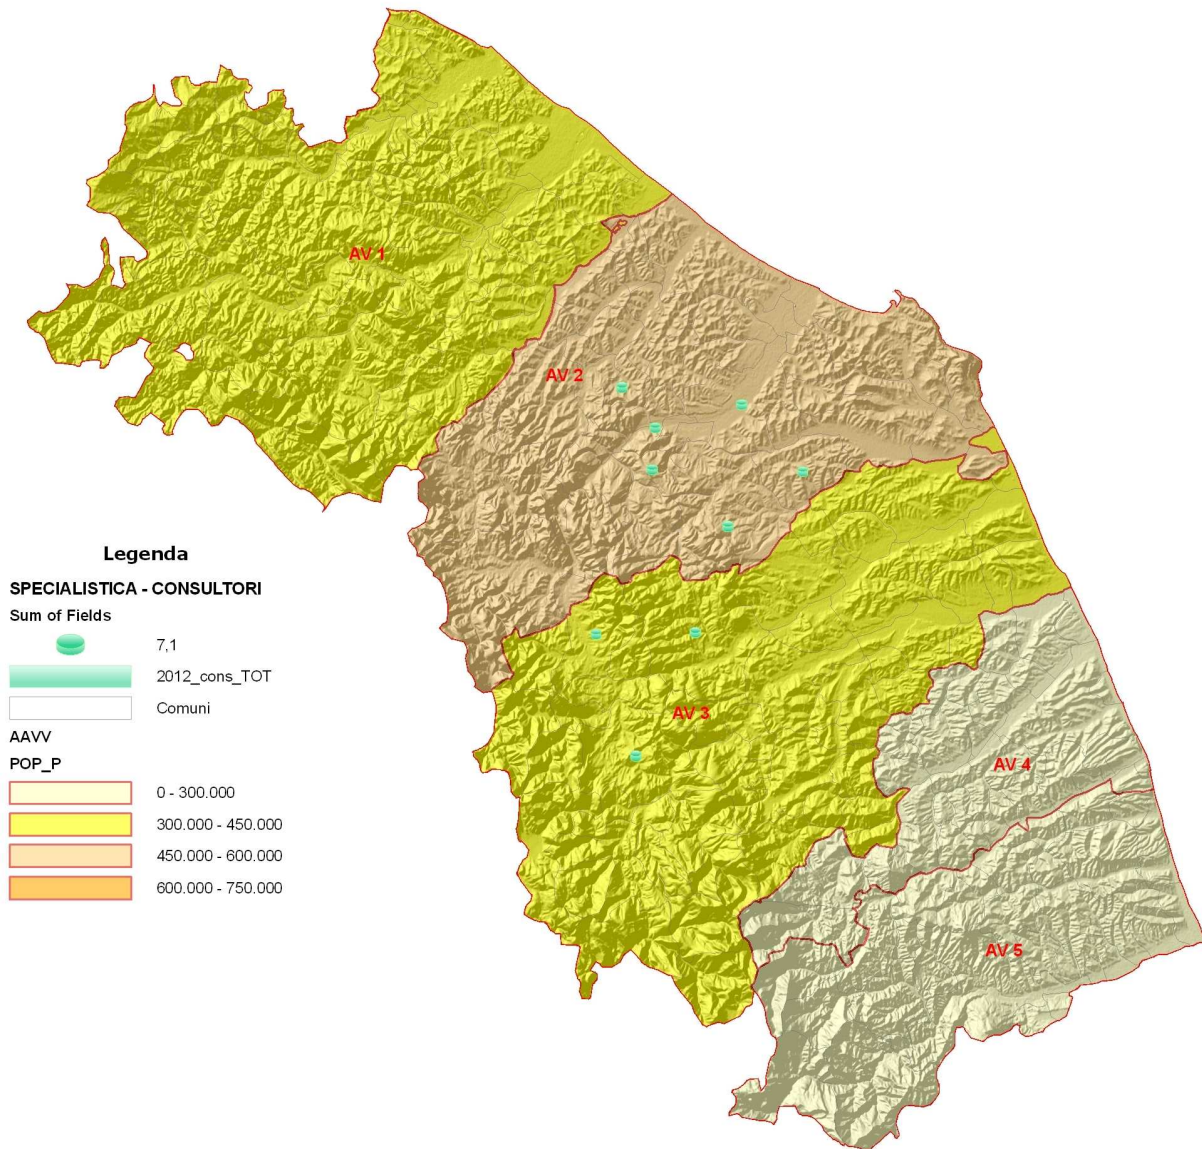 AV 1
AV 2
AV 3
AV 4
AV 5
Legenda
SPECIALISTICA - CONSULTORI
Sum of Fields
7,1
2012_cons_TOT
Comuni
AAVV
POP_P
0 - 300.000
300.000 - 450.000
450.000 - 600.000
600.000 - 750.000